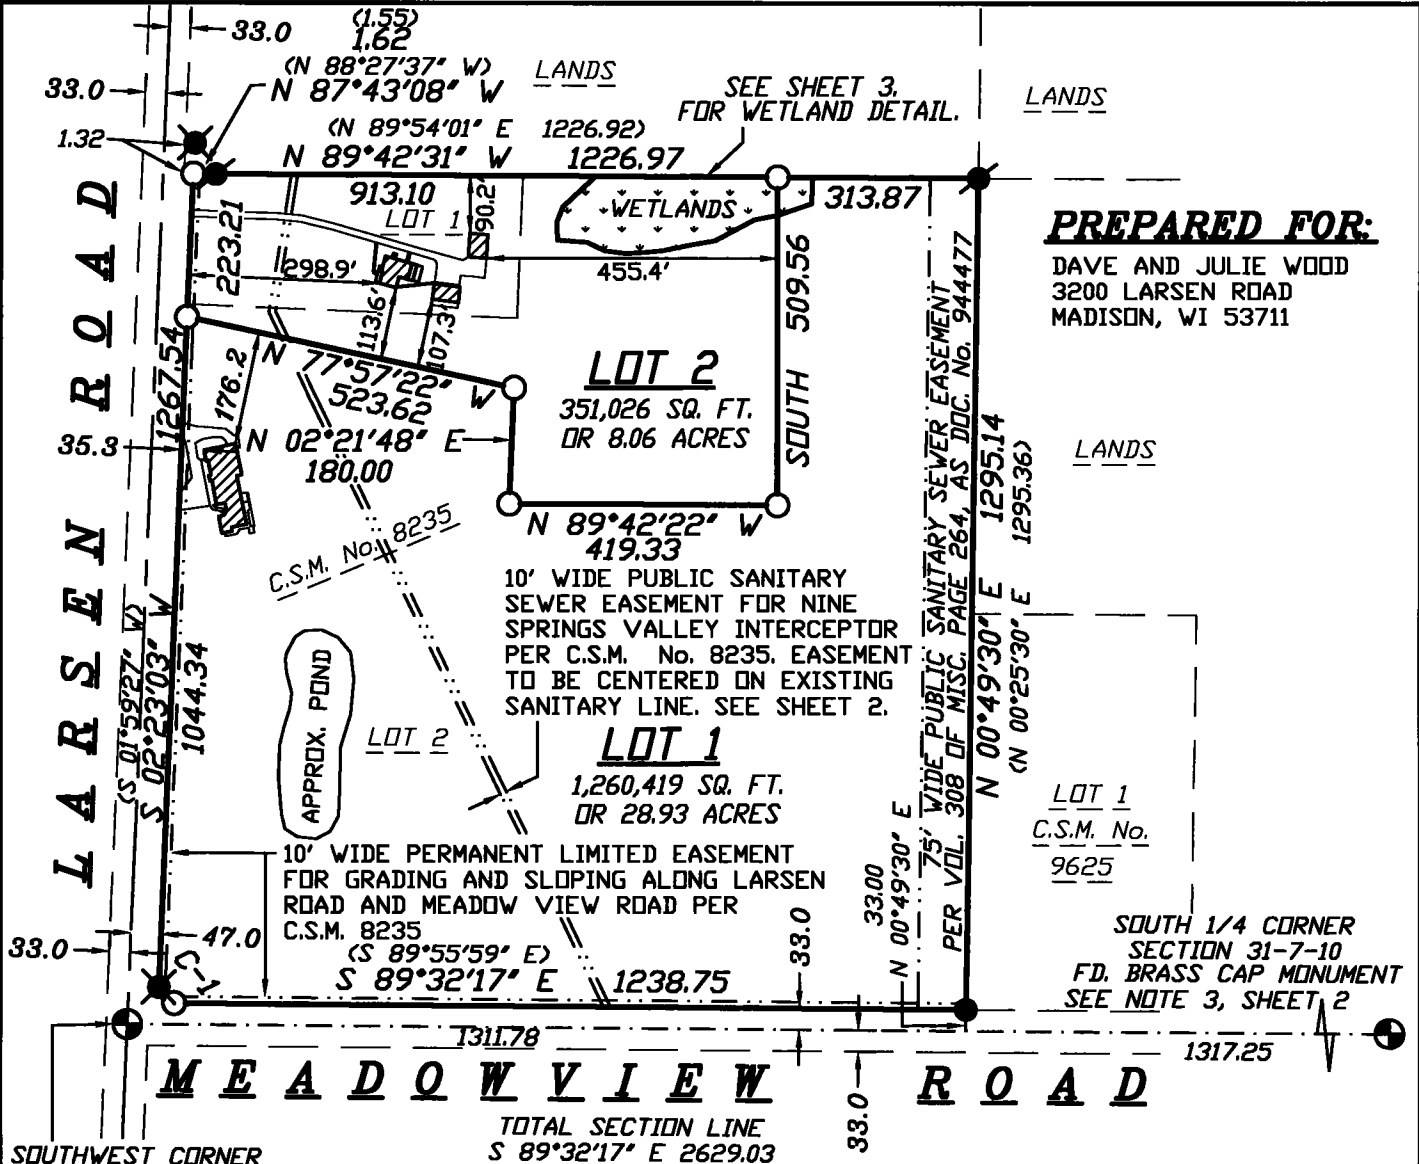 (1.55)
1.62
33.0
(N 88°27'37" W)
N 87°43'08" W
LANDS
33.0
SEE SHEET 3.
FOR WETLAND DETAIL.
LANDS
1.32
(N 89°54'01" E 1226.92)
N 89°42'31" W 1226.97
913.10
LOT 1
90.2'
WETLANDS
313.87
PREPARED FOR:
DAVE AND JULIE WOOD
3200 LARSEN ROAD
MADISON, WI 53711
223.21
298.9'
455.4'
509.56
SOUTH
113.6'
107.3'
N 77°57'22" W
523.62
LOT 2
351,026 SQ. FT.
OR 8.06 ACRES
1267.54
176.2
35.3
N 02°21'48" E
180.00
LANDS
N 89°42'22" W
419.33
C.S.M. No. 8235
10' WIDE PUBLIC SANITARY
SEWER EASEMENT FOR NINE
SPRINGS VALLEY INTERCEPTOR
PER C.S.M. No. 8235. EASEMENT
TO BE CENTERED ON EXISTING
SANITARY LINE. SEE SHEET 2.
75' WIDE PUBLIC SANITARY SEWER EASEMENT
PER VOL. 308 OF MISC. PAGE 264, AS DOC. No. 944477
N 00°49'30" E 1295.14
(N 00°25'30" E 1295.36)
LARSEN ROAD
(S 01°59'27" W)
S 02°23'03" W
1044.34
APPROX. POND
LOT 2
LOT 1
1,260,419 SQ. FT.
OR 28.93 ACRES
LOT 1
C.S.M. No.
9625
10' WIDE PERMANENT LIMITED EASEMENT
FOR GRADING AND SLOPING ALONG LARSEN
ROAD AND MEADOW VIEW ROAD PER
C.S.M. 8235
33.00
N 00°49'30" E
33.0
47.0
33.0
C-1
(S 89°55'59" E)
S 89°32'17" E 1238.75
SOUTH 1/4 CORNER
SECTION 31-7-10
FD. BRASS CAP MONUMENT
SEE NOTE 3, SHEET 2
1311.78
1317.25
MEADOWVIEW ROAD
33.0
TOTAL SECTION LINE
S 89°32'17" E 2629.03
SOUTHWEST CORNER